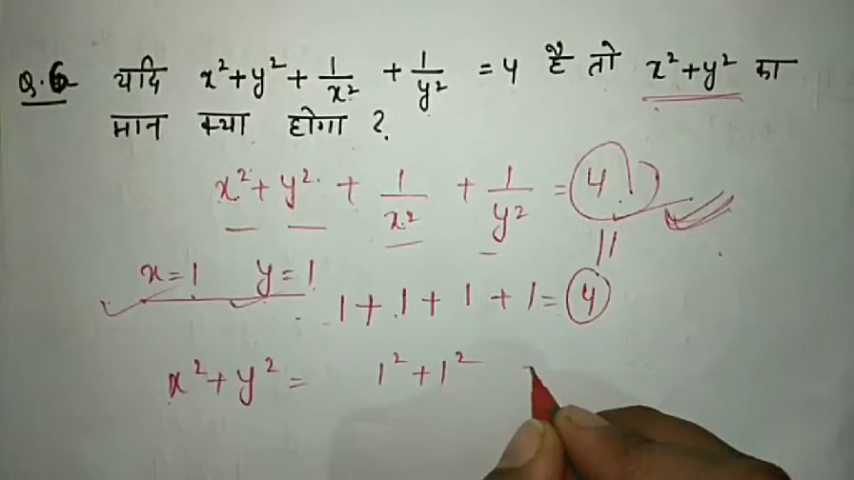 Q.6 यदि x² + y² + 1/x² + 1/y² = 4 है तो x² + y² का
मान क्या होगा ?
x² + y² + 1/x² + 1/y² = 4
=
x = 1 y = 1
1 + 1 + 1 + 1 = 4
x² + y² = 1² + 1²